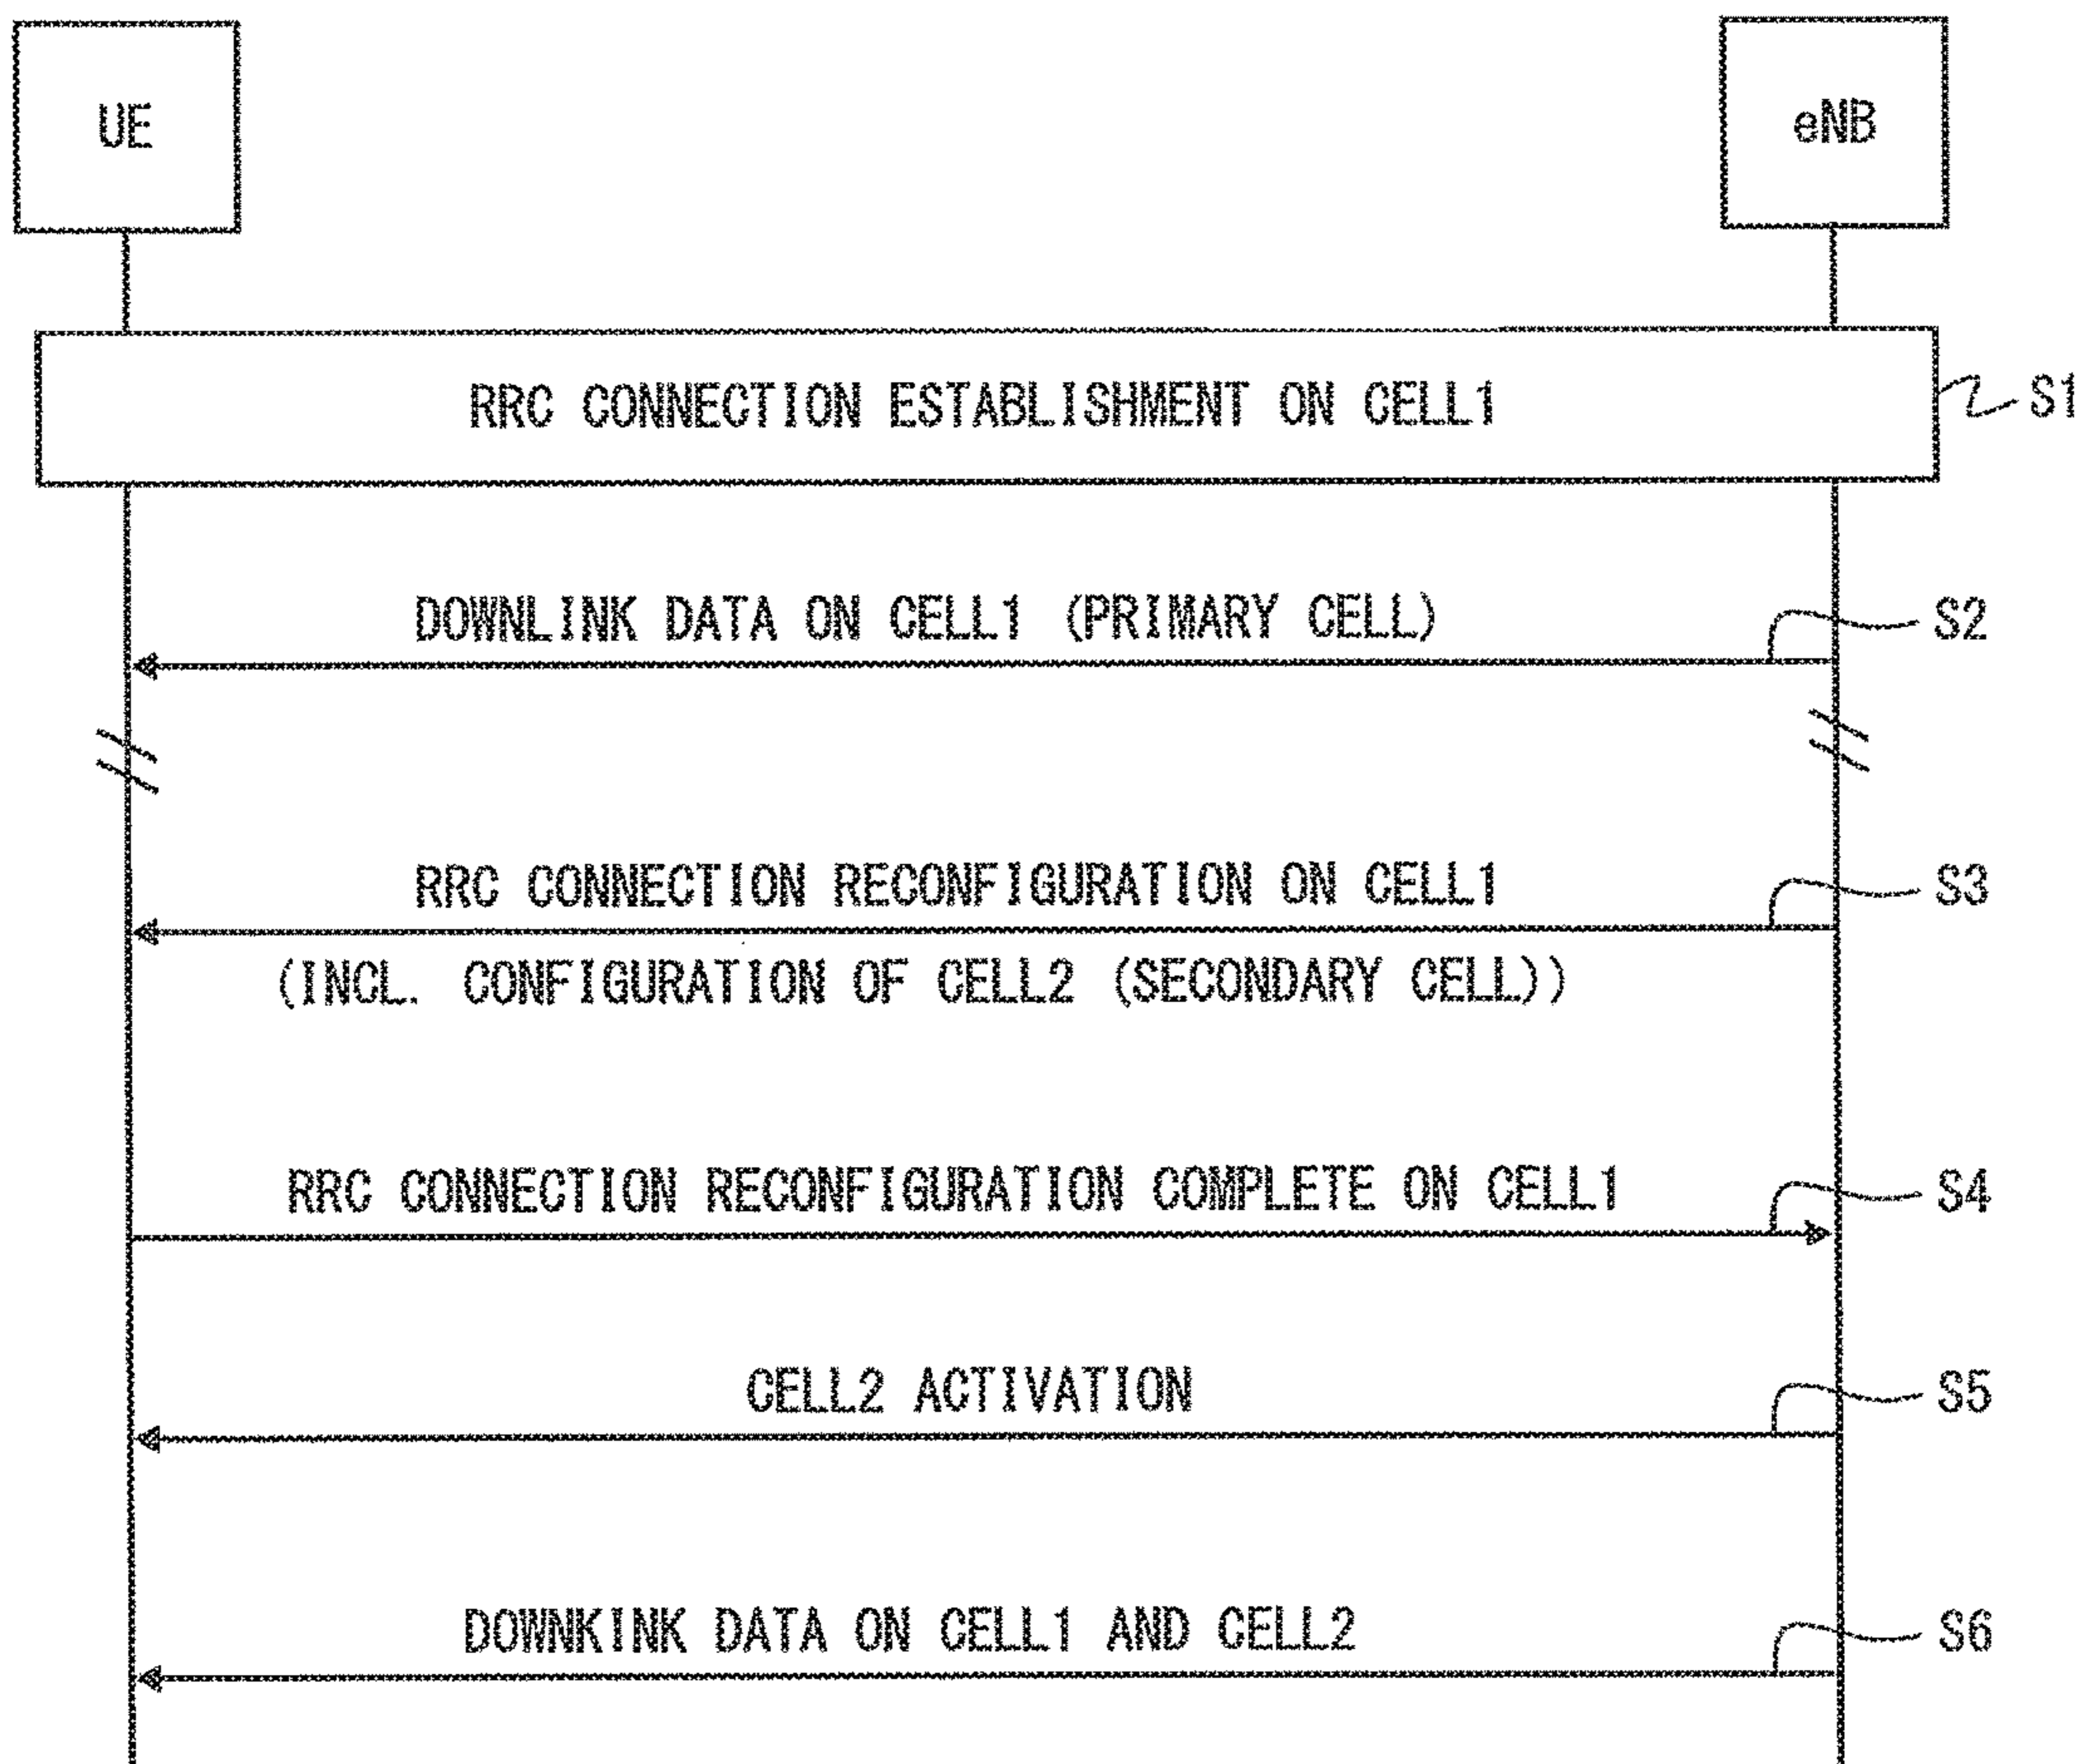 UE
eNB
RRC CONNECTION ESTABLISHMENT ON CELL1
S1
DOWNLINK DATA ON CELL1 (PRIMARY CELL)
S2
RRC CONNECTION RECONFIGURATION ON CELL1
S3
(INCL. CONFIGURATION OF CELL2 (SECONDARY CELL))
RRC CONNECTION RECONFIGURATION COMPLETE ON CELL1
S4
CELL2 ACTIVATION
S5
DOWNKINK DATA ON CELL1 AND CELL2
S6